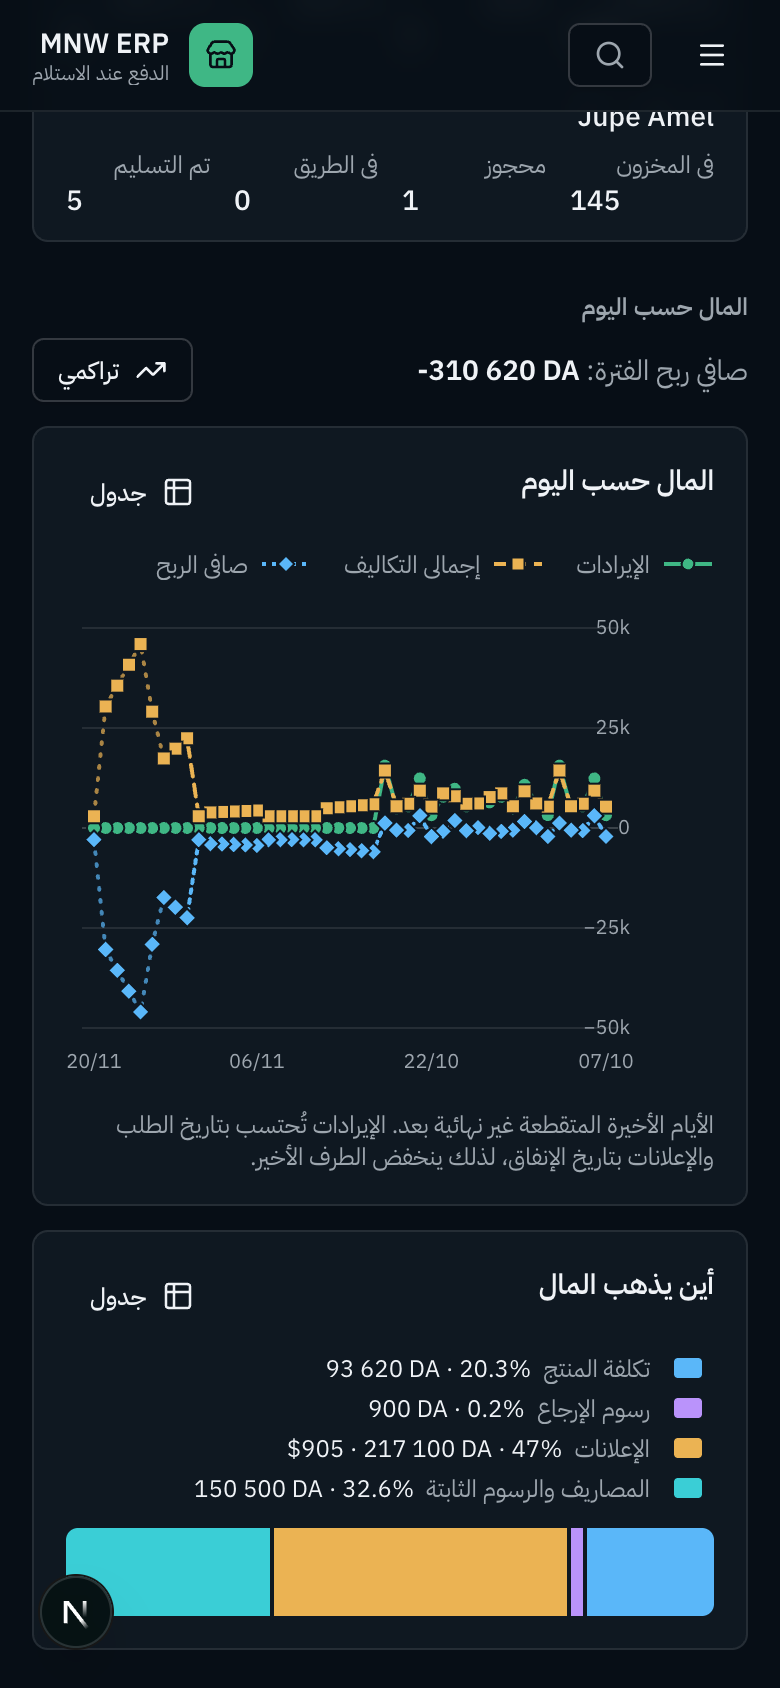 MNW ERP
الدفع عند الاستلام
Jupe Amel
في المخزون
145
محجوز
1
في الطريق
0
تم التسليم
5
المال حسب اليوم
صافي ربح الفترة: -310 620 DA
تراكمي
المال حسب اليوم
جدول
الإيرادات
إجمالي التكاليف
صافي الربح
50k
25k
0
−25k
−50k
20/11 06/11 22/10 07/10
الأيام الأخيرة المتقطعة غير نهائية بعد. الإيرادات تُحتسب بتاريخ الطلب
والإعلانات بتاريخ الإنفاق، لذلك ينخفض الطرف الأخير.
أين يذهب المال
جدول
تكلفة المنتج 93 620 DA · 20.3%
رسوم الإرجاع 900 DA · 0.2%
الإعلانات $905 · 217 100 DA · 47%
المصاريف والرسوم الثابتة 150 500 DA · 32.6%
N